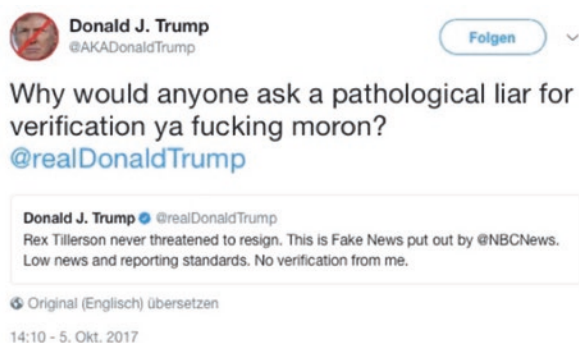 Donald J. Trump
@AKADonaldTrump
Folgen
Why would anyone ask a pathological liar for
verification ya fucking moron?
@realDonaldTrump
Donald J. Trump @realDonaldTrump
Rex Tillerson never threatened to resign. This is Fake News put out by @NBCNews.
Low news and reporting standards. No verification from me.
Original (Englisch) übersetzen
14:10 - 5. Okt. 2017